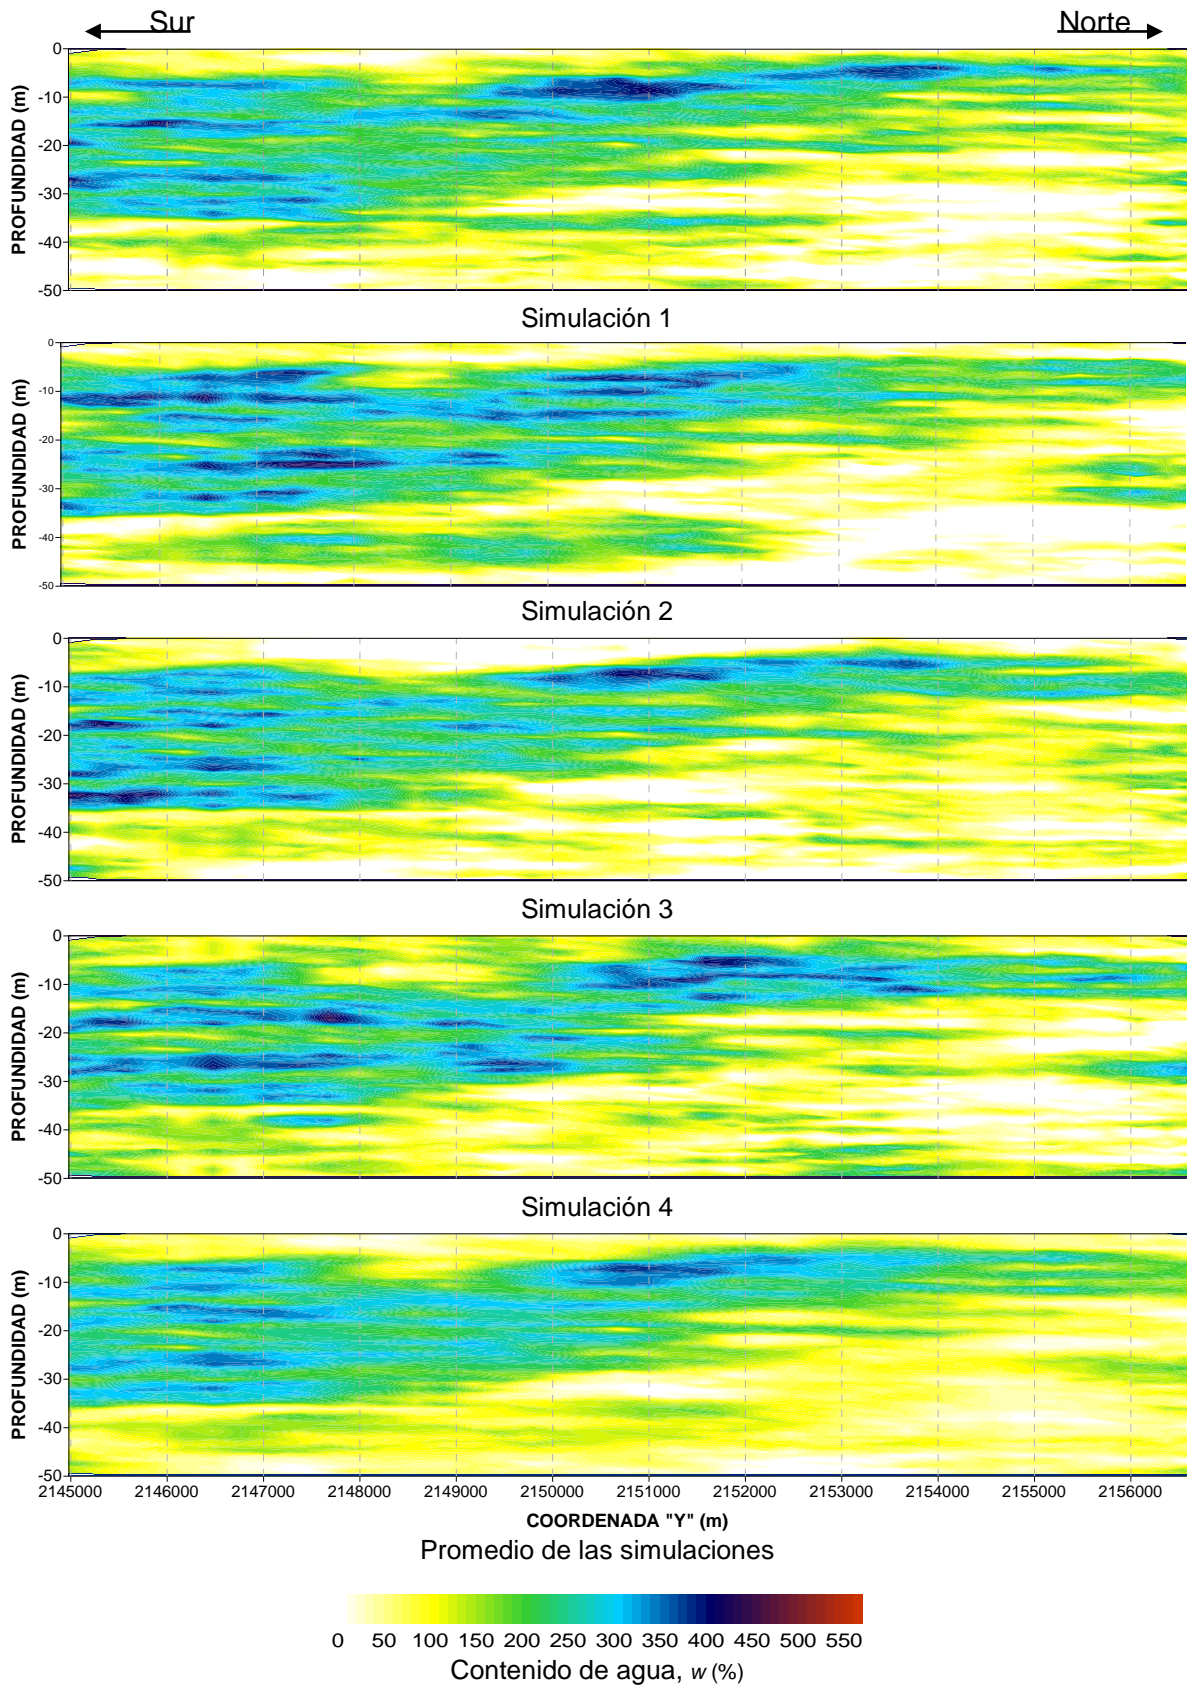 Sur Norte
PROFUNDIDAD (m)
0
-10
-20
-30
-40
-50
Simulación 1
PROFUNDIDAD (m)
0
-10
-20
-30
-40
-50
Simulación 2
PROFUNDIDAD (m)
0
-10
-20
-30
-40
-50
Simulación 3
PROFUNDIDAD (m)
0
-10
-20
-30
-40
-50
Simulación 4
PROFUNDIDAD (m)
0
-10
-20
-30
-40
-50
2145000 2146000 2147000 2148000 2149000 2150000 2151000 2152000 2153000 2154000 2155000 2156000
COORDENADA "Y" (m)
Promedio de las simulaciones
0 50 100 150 200 250 300 350 400 450 500 550
Contenido de agua, w (%)